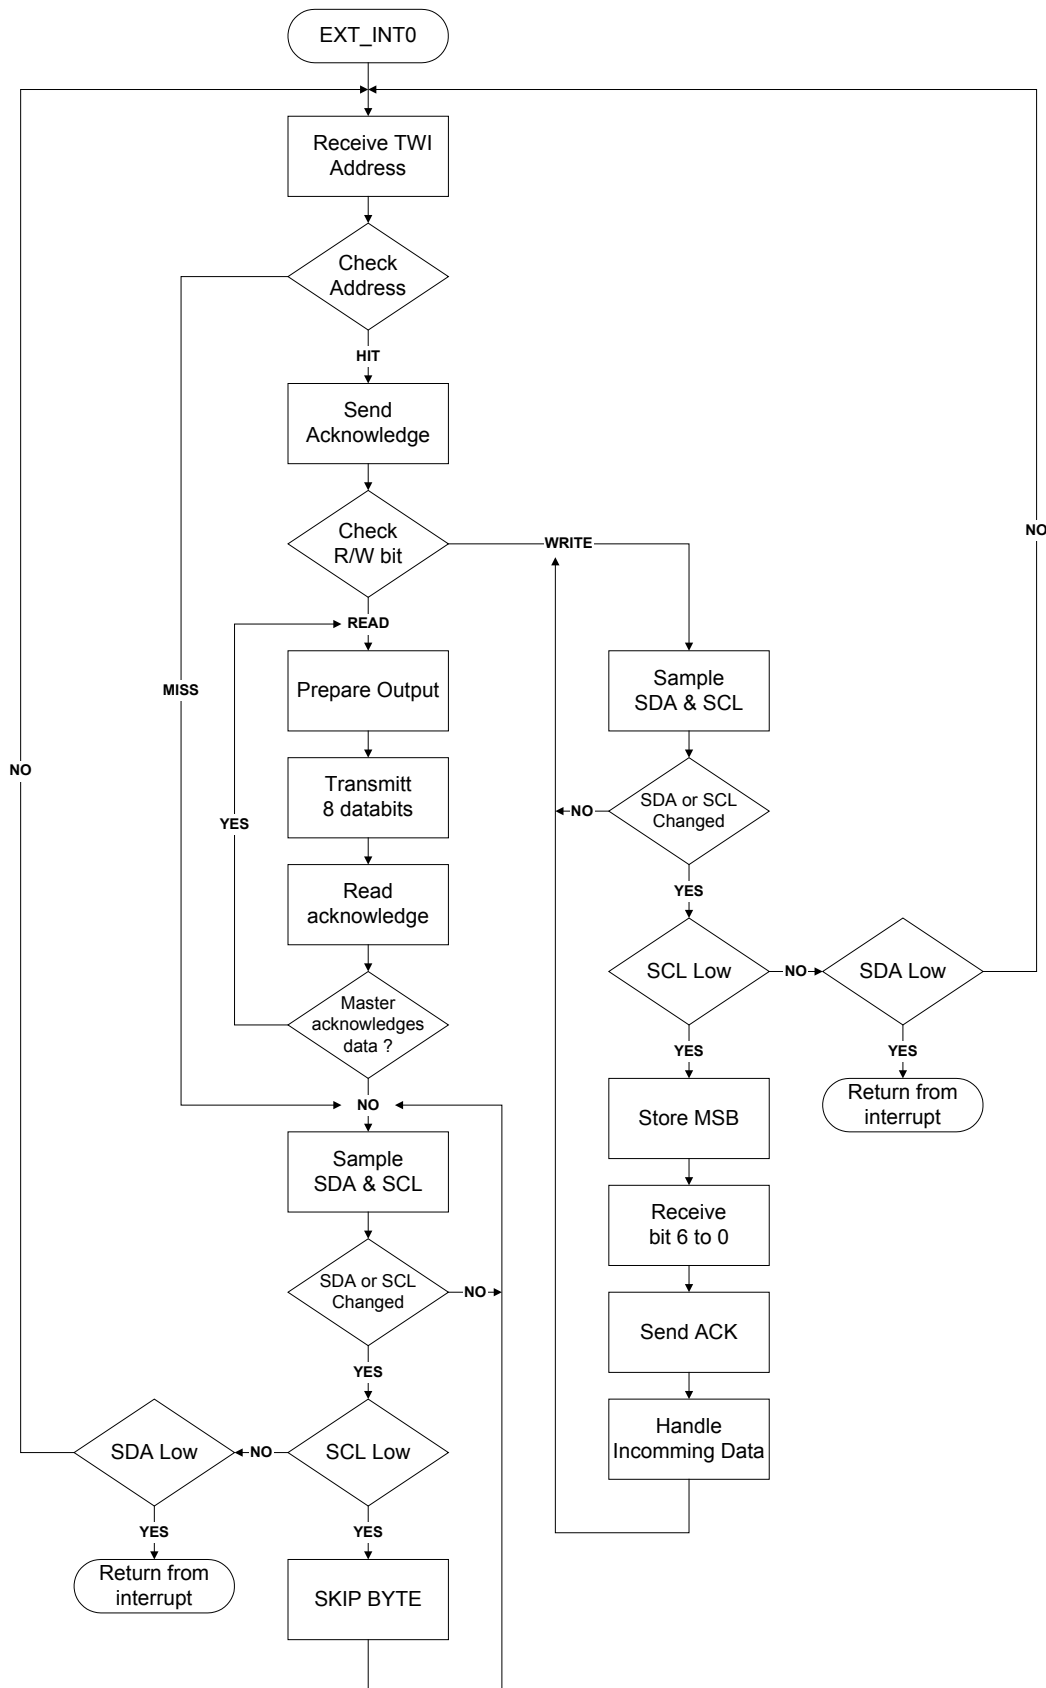 EXT_INT0
Receive TWI
Address
Check
Address
HIT
Send
Acknowledge
Check
R/W bit
WRITE
NO
READ
MISS
NO
Prepare Output
Transmitt
8 databits
YES
Read
acknowledge
Master
acknowledges
data ?
NO
Sample
SDA & SCL
SDA or SCL
Changed
NO
YES
SCL Low
NO
SDA Low
YES
Return from
interrupt
YES
SKIP BYTE
Sample
SDA & SCL
SDA or SCL
Changed
NO
YES
SCL Low
NO
SDA Low
YES
Return from
interrupt
YES
Store MSB
Receive
bit 6 to 0
Send ACK
Handle
Incomming Data